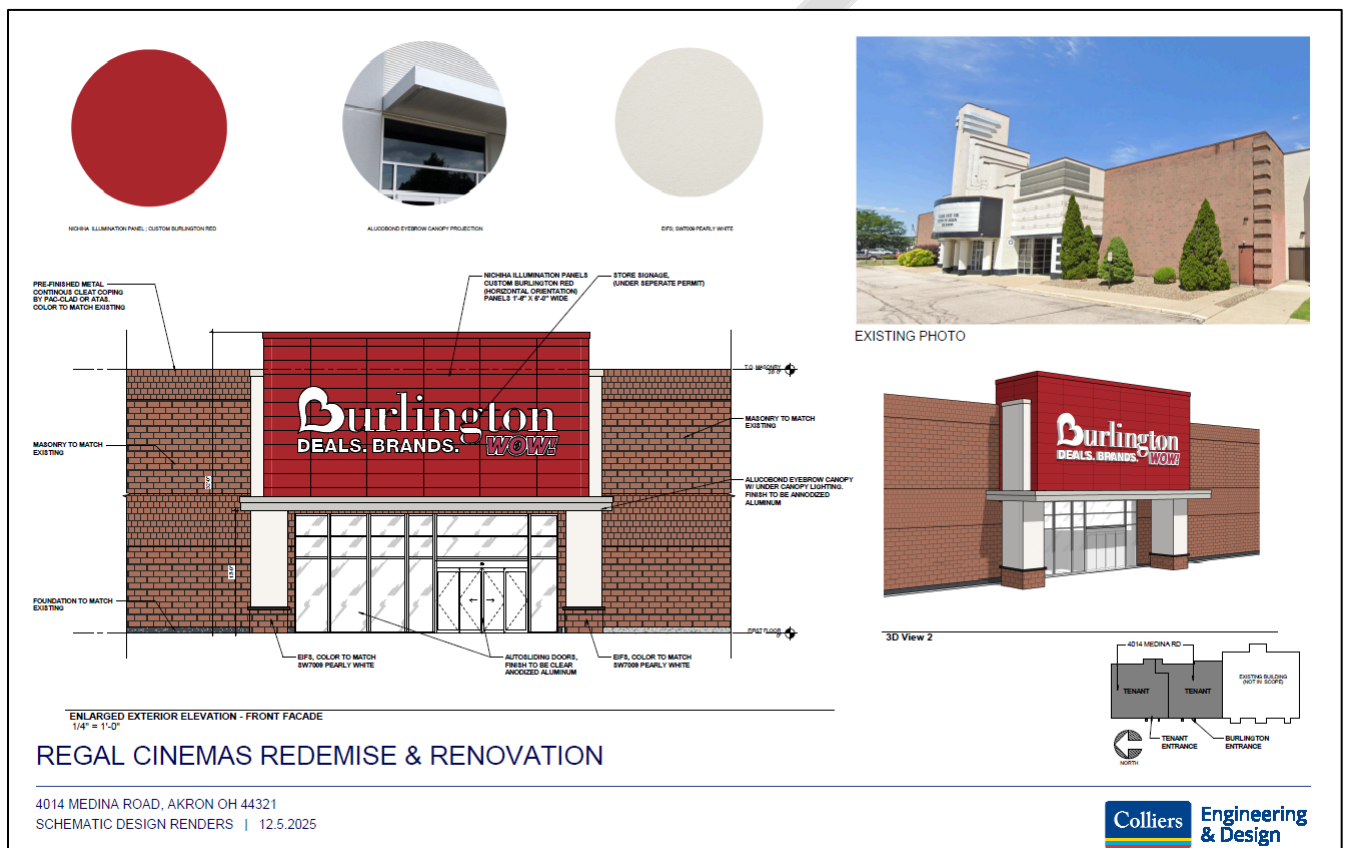 NICHIHA ILLUMINATION PANEL ; CUSTOM BURLINGTON RED
ALUCOBOND EYEBROW CANOPY PROJECTION
EIFS; SW7009 PEARLY WHITE
EXISTING PHOTO
PRE-FINISHED METAL
CONTINOUS CLEAT COPING
BY PAC-CLAD OR ATAS.
COLOR TO MATCH EXISTING
NICHIHA ILLUMINATION PANELS
CUSTOM BURLINGTON RED
(HORIZONTAL ORIENTATION)
PANELS 1'-6" X 6'-0" WIDE
STORE SIGNAGE,
(UNDER SEPERATE PERMIT)
T.O. MASONRY
Burlington
DEALS. BRANDS. WOW!
MASONRY TO MATCH
EXISTING
MASONRY TO MATCH
EXISTING
ALUCOBOND EYEBROW CANOPY
W/ UNDER CANOPY LIGHTING.
FINISH TO BE ANNODIZED
ALUMINUM
FOUNDATION TO MATCH
EXISTING
FIRST FLOOR
EIFS, COLOR TO MATCH
SW7009 PEARLY WHITE
AUTOSLIDING DOORS,
FINISH TO BE CLEAR
ANODIZED ALUMINUM
EIFS, COLOR TO MATCH
SW7009 PEARLY WHITE
Burlington
DEALS. BRANDS. WOW!
3D View 2
4014 MEDINA RD
TENANT
TENANT
EXISTING BUILDING
(NOT IN SCOPE)
TENANT
ENTRANCE
BURLINGTON
ENTRANCE
NORTH
ENLARGED EXTERIOR ELEVATION - FRONT FACADE
1/4" = 1'-0"
REGAL CINEMAS REDEMISE & RENOVATION
4014 MEDINA ROAD, AKRON OH 44321
SCHEMATIC DESIGN RENDERS | 12.5.2025
Colliers
Engineering
& Design